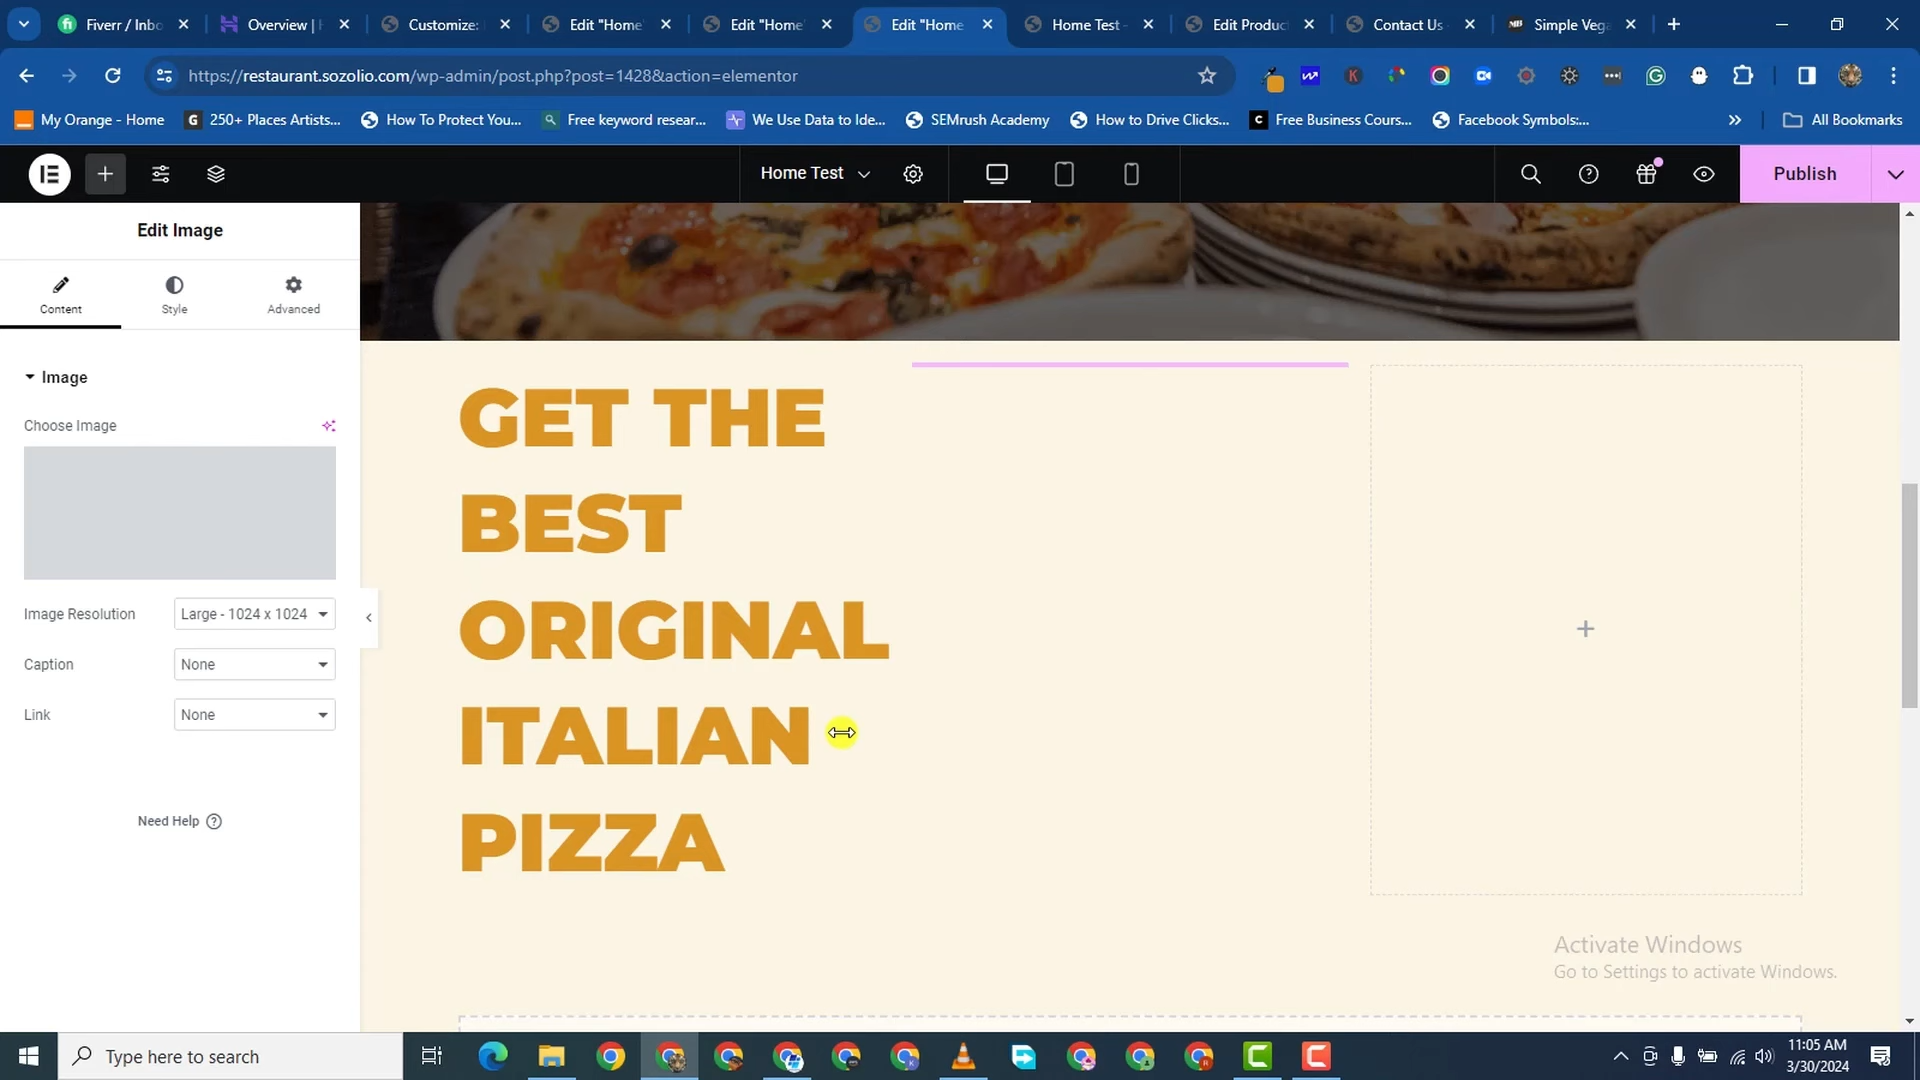 Fiverr / Inbo
Overview |
Customize:
Edit "Home
Edit "Home
Edit "Home
Home Test -
Edit Produc
Contact Us
Simple Vega
https://restaurant.sozolio.com/wp-admin/post.php?post=1428&action=elementor
My Orange - Home
250+ Places Artists...
How To Protect You...
Free keyword resear...
We Use Data to Ide...
SEMrush Academy
How to Drive Clicks...
Free Business Cours...
Facebook Symbols:...
»
All Bookmarks
Home Test
Publish
Edit Image
Content
Style
Advanced
Image
Choose Image
Image Resolution
Large - 1024 x 1024
Caption
None
Link
None
Need Help
GET THE
BEST
ORIGINAL
ITALIAN
PIZZA
Activate Windows
Go to Settings to activate Windows.
Type here to search
11:05 AM
3/30/2024